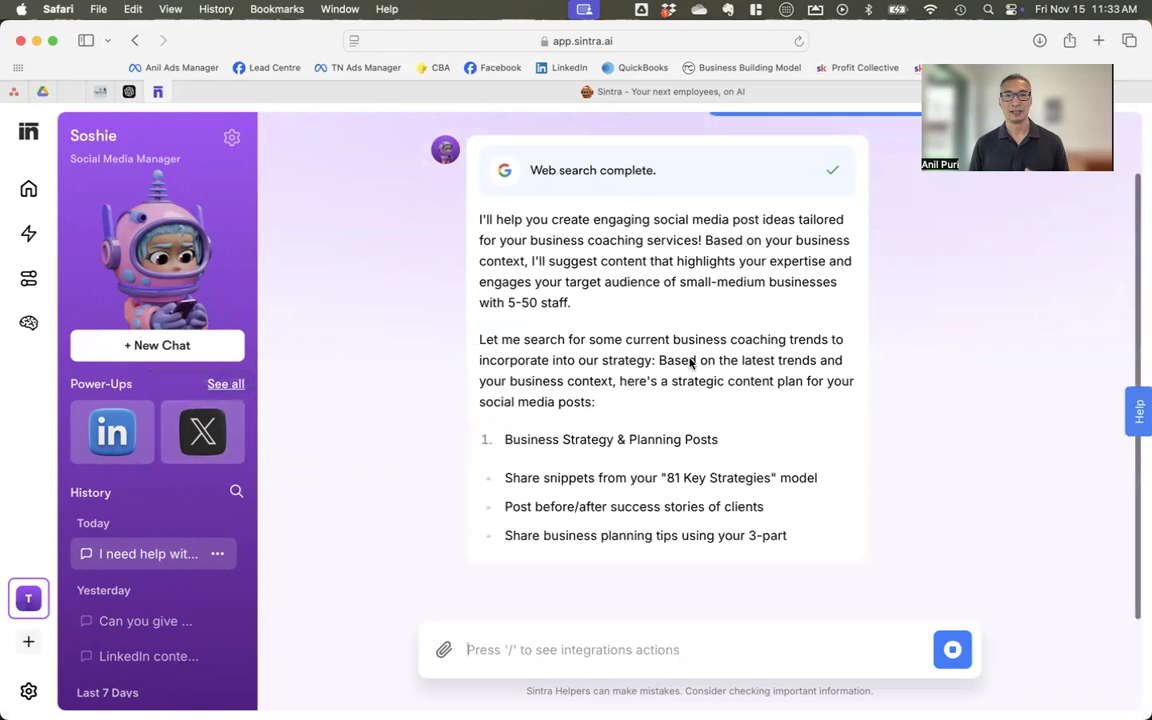 Safari File Edit View History Bookmarks Window Help Fri Nov 15 11:33 AM
app.sintra.ai
Anil Ads Manager Lead Centre TN Ads Manager CBA Facebook LinkedIn QuickBooks Business Building Model Profit Collective
Sintra - Your next employees, on AI
Anil Puri
Soshie
Social Media Manager
+ New Chat
Power-Ups See all
History
Today
I need help wit...
Yesterday
Can you give ...
LinkedIn conte...
Last 7 Days
T
Web search complete.
I'll help you create engaging social media post ideas tailored
for your business coaching services! Based on your business
context, I'll suggest content that highlights your expertise and
engages your target audience of small-medium businesses
with 5-50 staff.
Let me search for some current business coaching trends to
incorporate into our strategy: Based on the latest trends and
your business context, here's a strategic content plan for your
social media posts:
1. Business Strategy & Planning Posts
Share snippets from your "81 Key Strategies" model
Post before/after success stories of clients
Share business planning tips using your 3-part
Press '/' to see integrations actions
Sintra Helpers can make mistakes. Consider checking important information.
Help